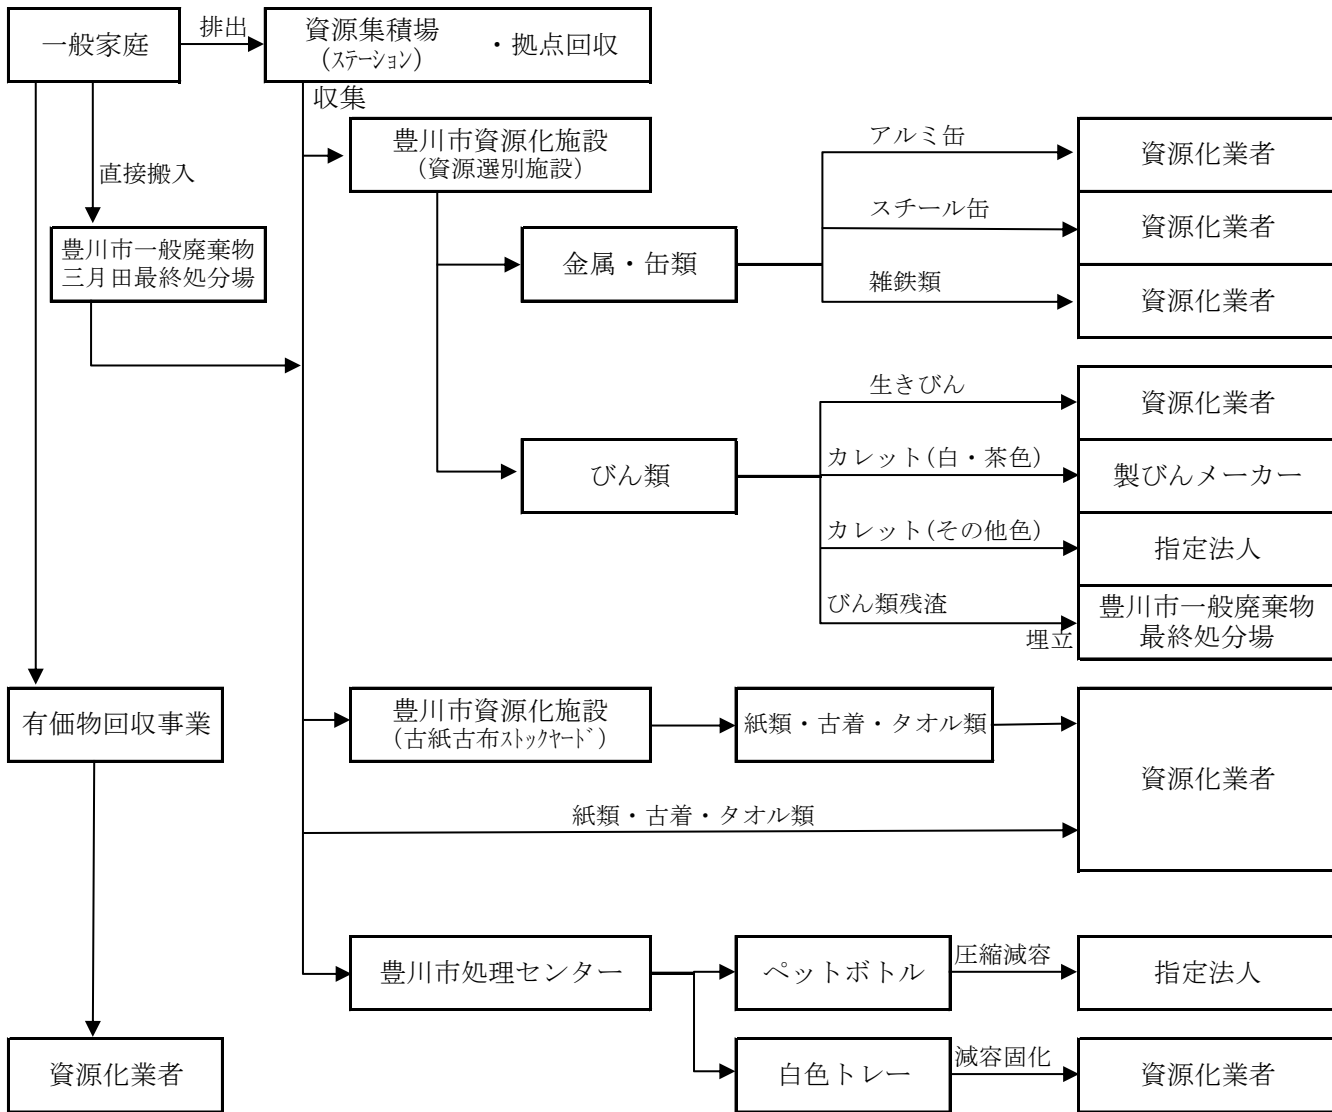 一般家庭
排出
資源集積場
(ステーション)
・拠点回収
収集
直接搬入
豊川市一般廃棄物
三月田最終処分場
豊川市資源化施設
(資源選別施設)
金属・缶類
アルミ缶
資源化業者
スチール缶
資源化業者
雑鉄類
資源化業者
びん類
生きびん
資源化業者
カレット(白・茶色)
製びんメーカー
カレット(その他色)
指定法人
びん類残渣
埋立
豊川市一般廃棄物
最終処分場
有価物回収事業
豊川市資源化施設
(古紙古布ストックヤード)
紙類・古着・タオル類
資源化業者
紙類・古着・タオル類
豊川市処理センター
ペットボトル
圧縮減容
指定法人
資源化業者
白色トレー
減容固化
資源化業者